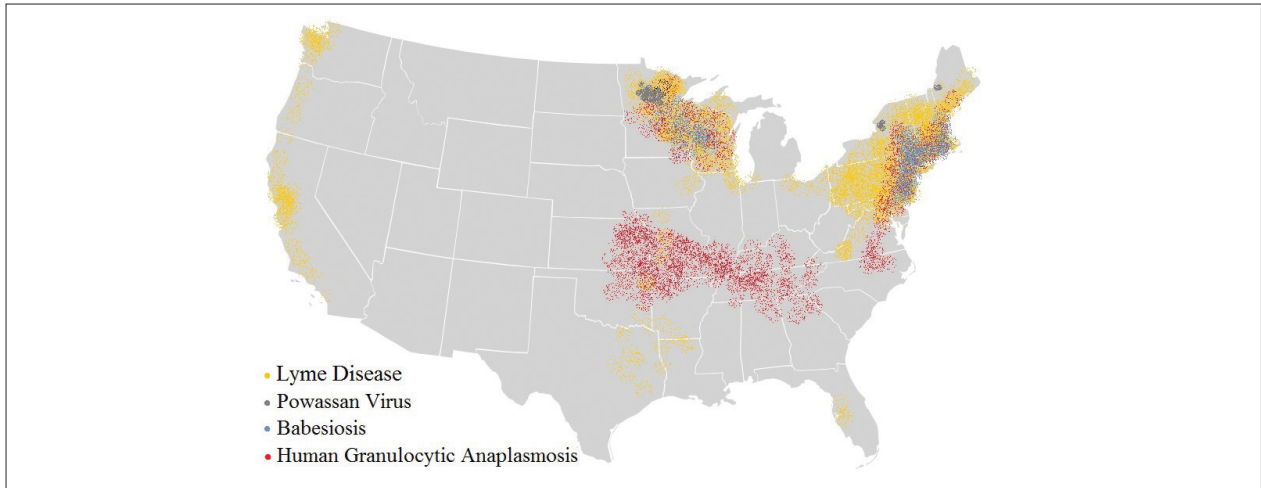 Lyme Disease
Powassan Virus
Babesiosis
Human Granulocytic Anaplasmosis